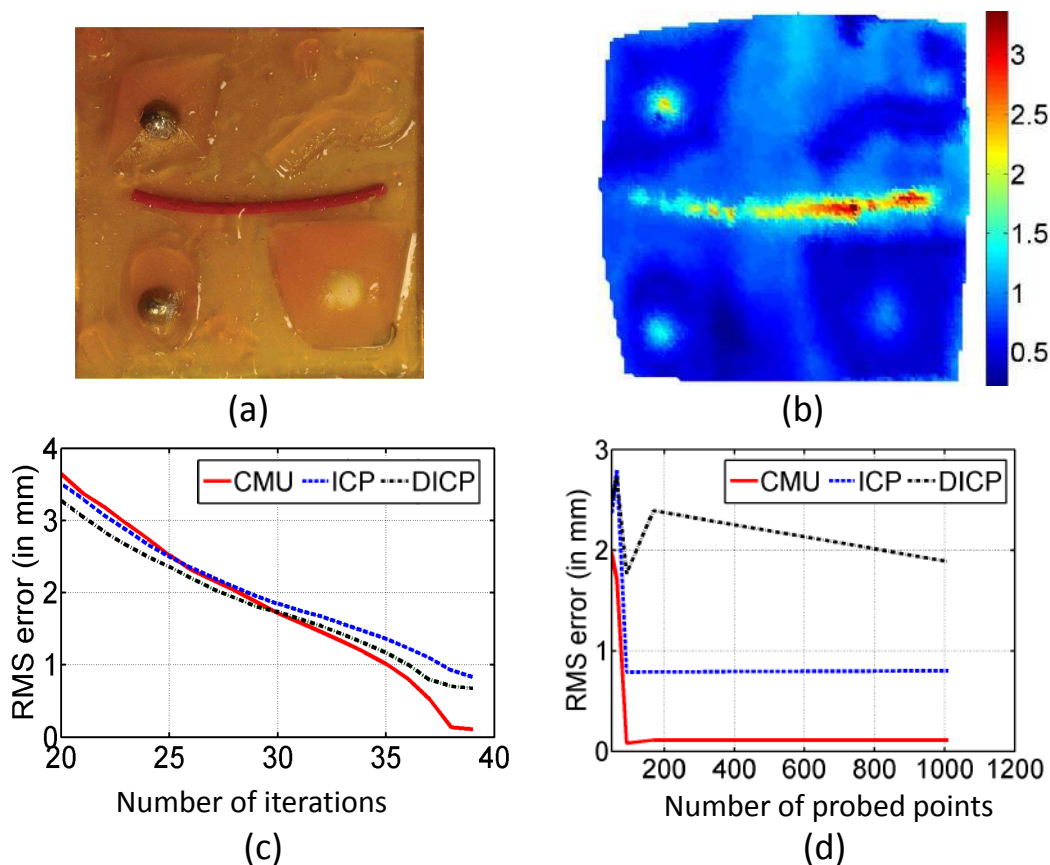 3
2.5
2
1.5
1
0.5
(a)
(b)
4
3
2
1
0
RMS error (in mm)
CMU ICP DICP
20 25 30 35 40
Number of iterations
(c)
3
2
1
0
RMS error (in mm)
CMU ICP DICP
200 400 600 800 1000 1200
Number of probed points
(d)